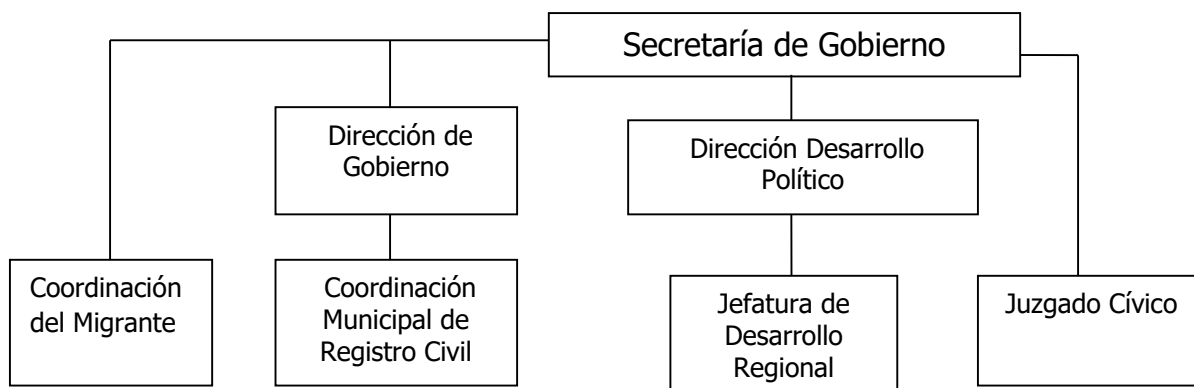 Secretaría de Gobierno
Dirección de
Gobierno
Dirección Desarrollo
Político
Coordinación
del Migrante
Coordinación
Municipal de
Registro Civil
Jefatura de
Desarrollo
Regional
Juzgado Cívico